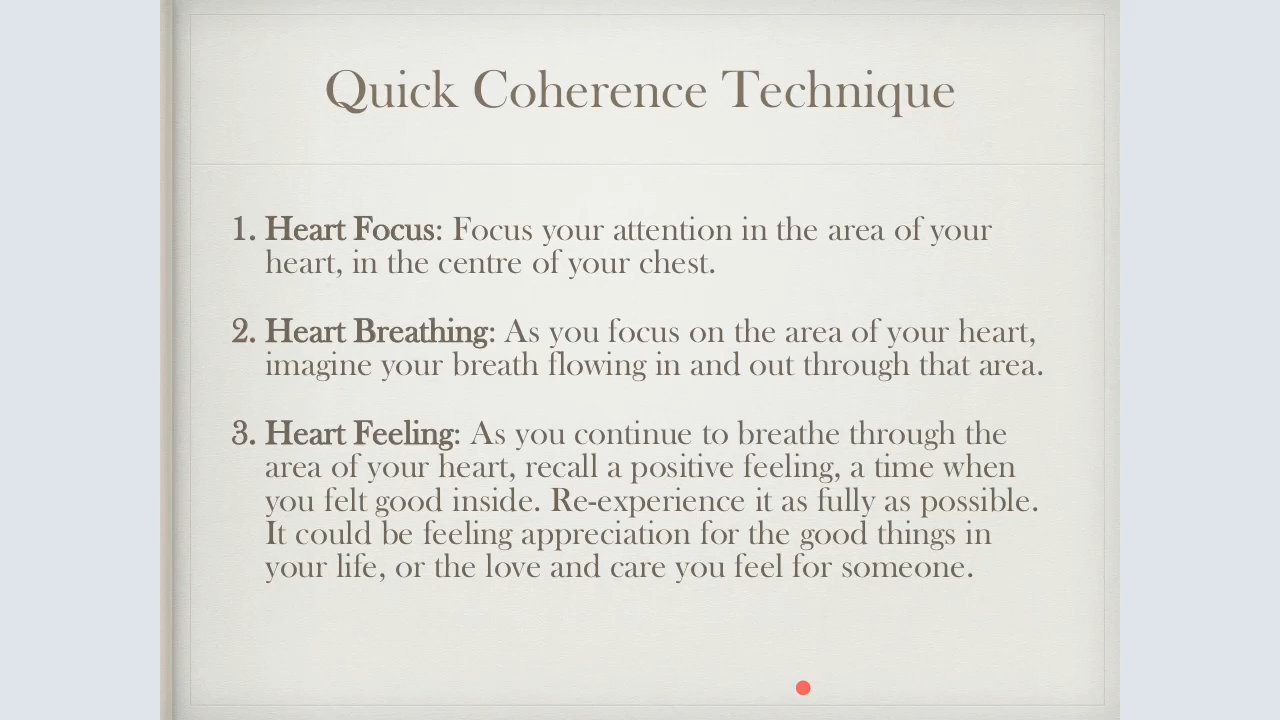 Quick Coherence Technique
1. Heart Focus: Focus your attention in the area of your
heart, in the centre of your chest.
2. Heart Breathing: As you focus on the area of your heart,
imagine your breath flowing in and out through that area.
3. Heart Feeling: As you continue to breathe through the
area of your heart, recall a positive feeling, a time when
you felt good inside. Re-experience it as fully as possible.
It could be feeling appreciation for the good things in
your life, or the love and care you feel for someone.